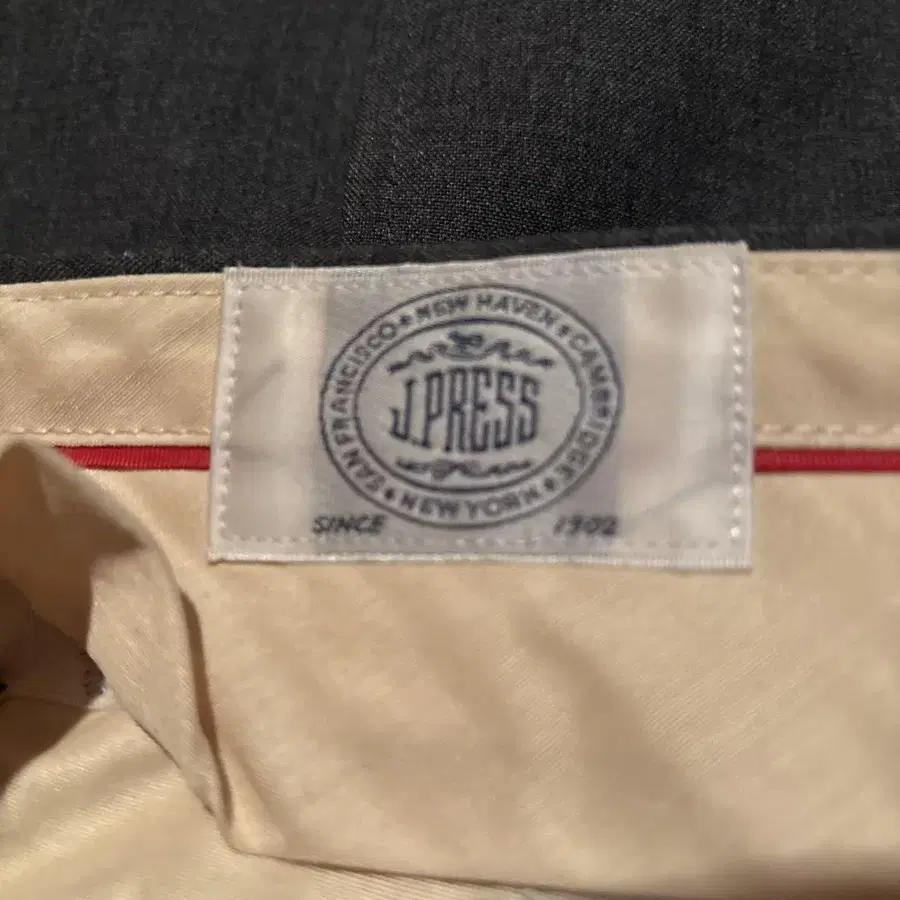 SAN FRANCISCO ◆ NEW HAVEN ◆ CAMBRIDGE ◆ NEW YORK ◆
J.PRESS
SINCE 1902